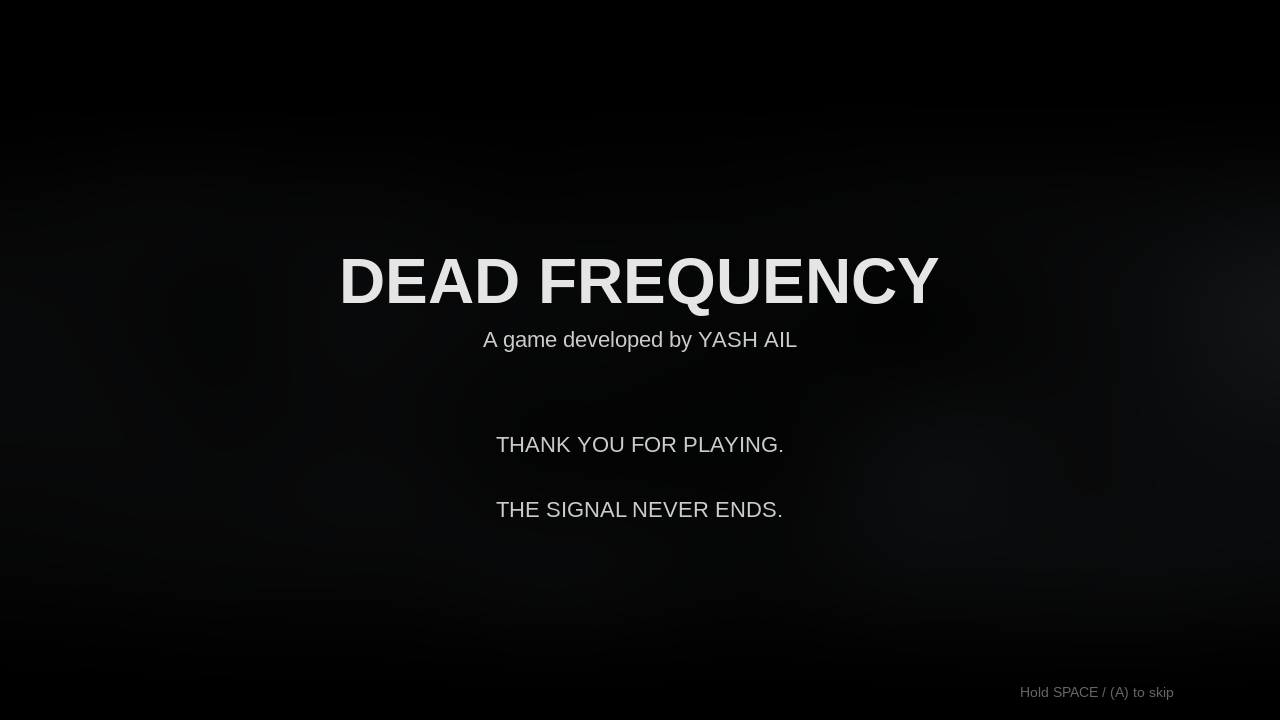 DEAD FREQUENCY
A game developed by YASH AIL
THANK YOU FOR PLAYING.
THE SIGNAL NEVER ENDS.
Hold SPACE / (A) to skip